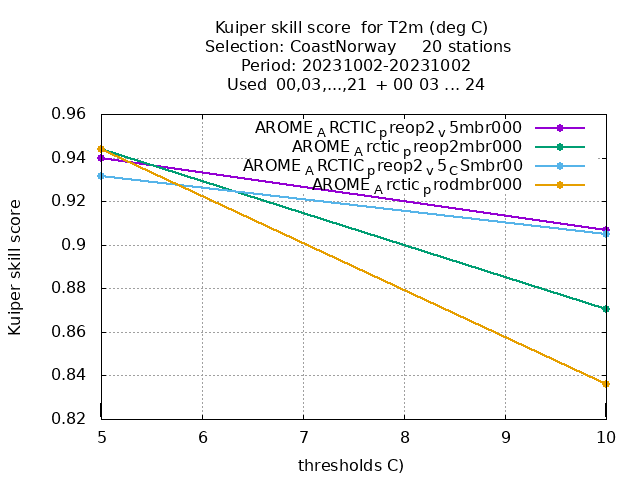 Kuiper skill score  for T2m (deg C)
Selection: CoastNorway     20 stations
Period: 20231002-20231002
Used  00,03,...,21  + 00 03 ... 24
0.96
AROME_ARCTIC_preop2_v5mbr000
AROME_Arctic_preop2mbr000
0.94
AROME_ARCTIC_preop2_v5_CSmbr00
AROME_Arctic_prodmbr000
0.92
0.9
0.88
0.86
0.84
0.82
Kuiper skill score
5 6 7 8 9 10
thresholds C)